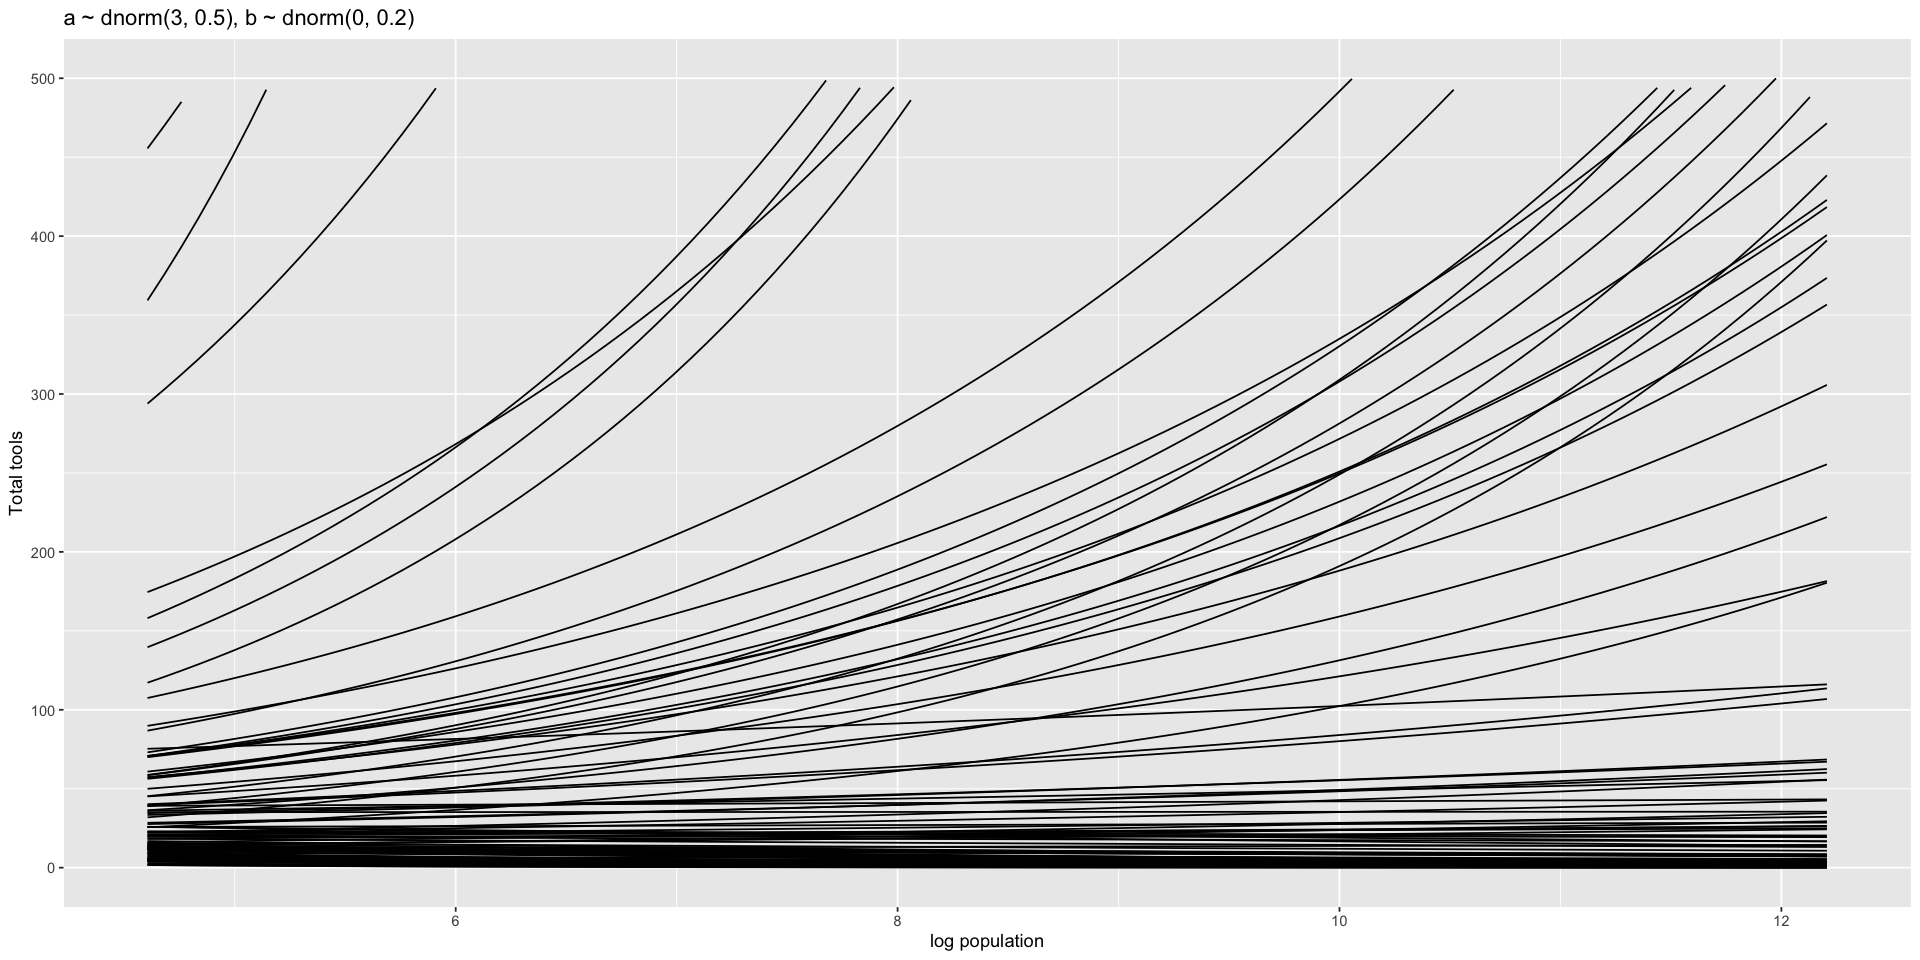 a ~ dnorm(3, 0.5), b ~ dnorm(0, 0.2)
500
400
300
200
100
0
Total tools
6 8 10 12
log population